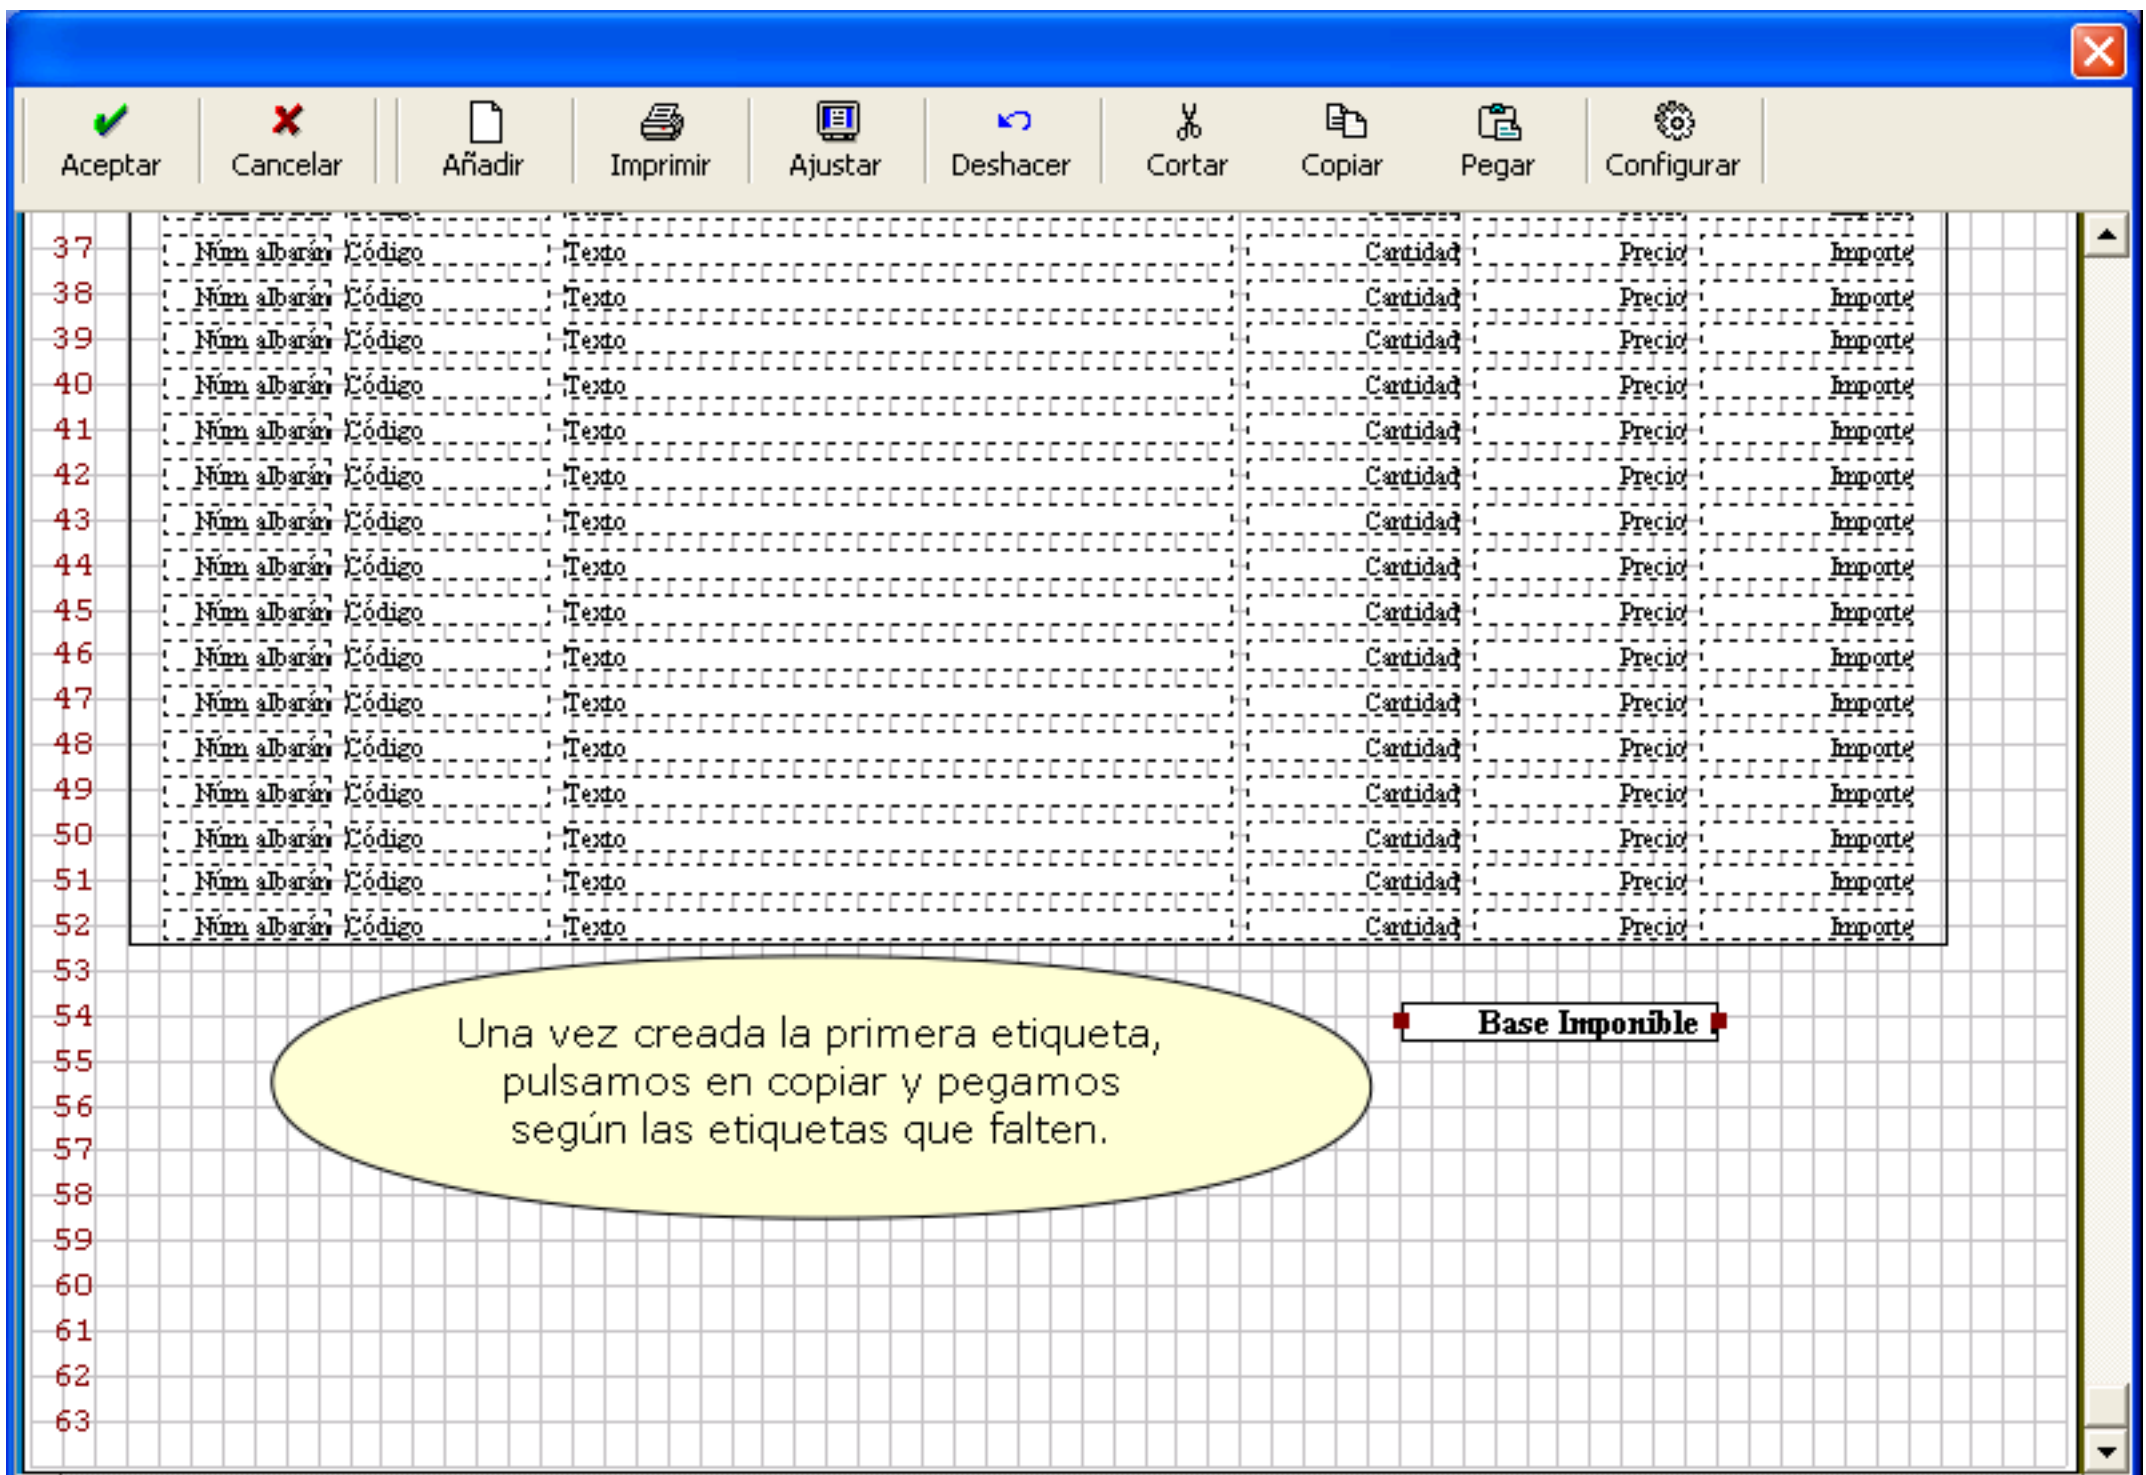 Aceptar Cancelar Añadir Imprimir Ajustar Deshacer Cortar Copiar Pegar Configurar
37 Núm albarán Código Texto Cantidad Precio Importe
38 Núm albarán Código Texto Cantidad Precio Importe
39 Núm albarán Código Texto Cantidad Precio Importe
40 Núm albarán Código Texto Cantidad Precio Importe
41 Núm albarán Código Texto Cantidad Precio Importe
42 Núm albarán Código Texto Cantidad Precio Importe
43 Núm albarán Código Texto Cantidad Precio Importe
44 Núm albarán Código Texto Cantidad Precio Importe
45 Núm albarán Código Texto Cantidad Precio Importe
46 Núm albarán Código Texto Cantidad Precio Importe
47 Núm albarán Código Texto Cantidad Precio Importe
48 Núm albarán Código Texto Cantidad Precio Importe
49 Núm albarán Código Texto Cantidad Precio Importe
50 Núm albarán Código Texto Cantidad Precio Importe
51 Núm albarán Código Texto Cantidad Precio Importe
52 Núm albarán Código Texto Cantidad Precio Importe
53
54 Base Imponible
Una vez creada la primera etiqueta,
55
pulsamos en copiar y pegamos
56
según las etiquetas que falten.
57
58
59
60
61
62
63